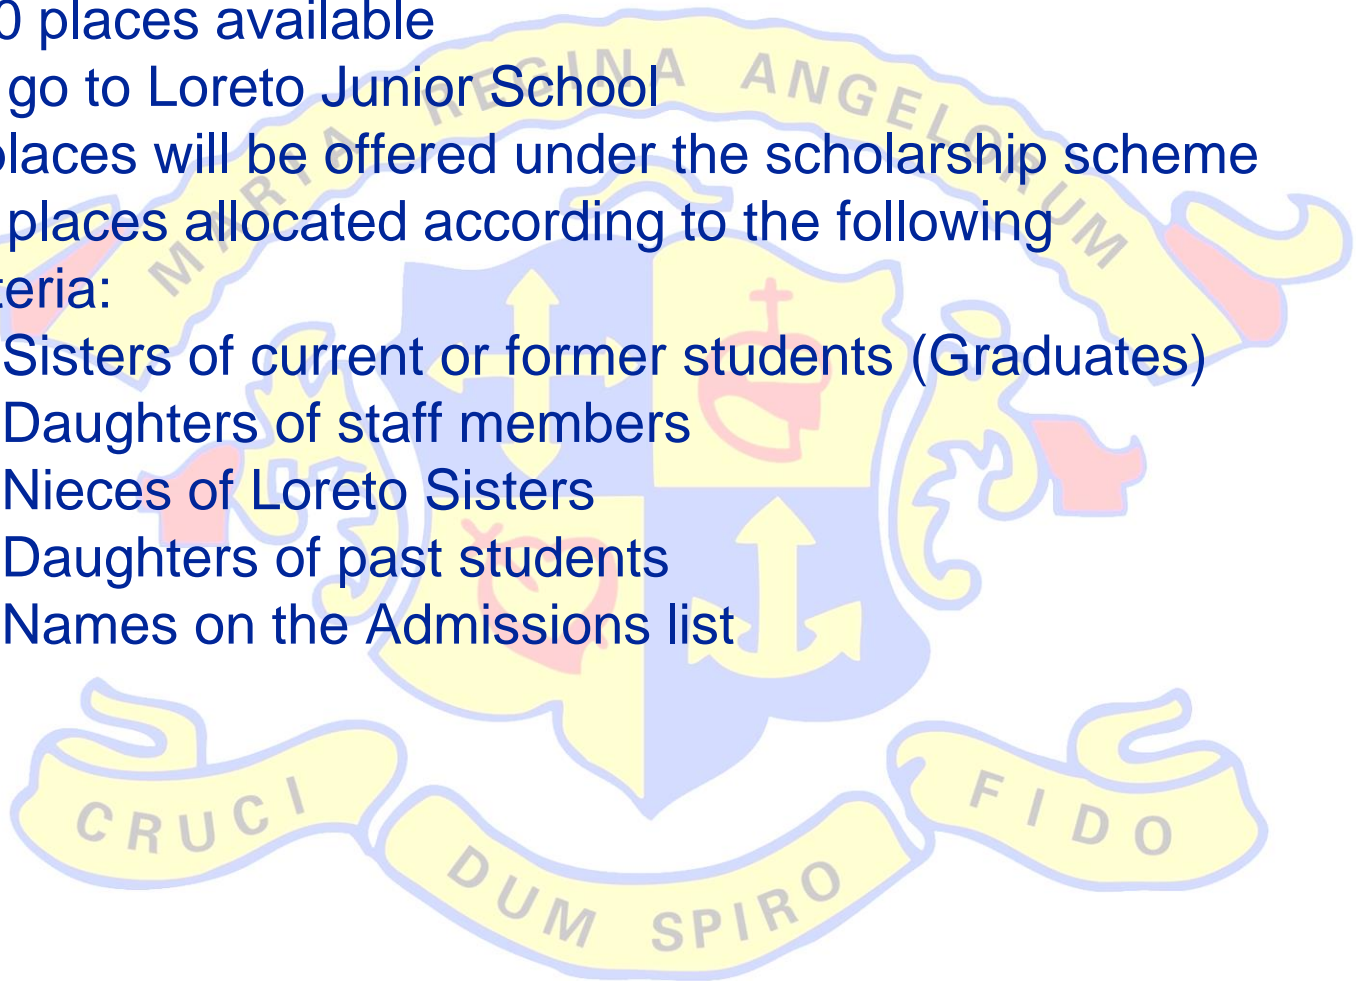 0 places available
go to Loreto Junior School
places will be offered under the scholarship scheme
places allocated according to the following
teria:
Sisters of current or former students (Graduates)
Daughters of staff members
Nieces of Loreto Sisters
Daughters of past students
Names on the Admissions list
MARIA REGINA ANGELORUM
CRUCI DUM SPIRO FIDO